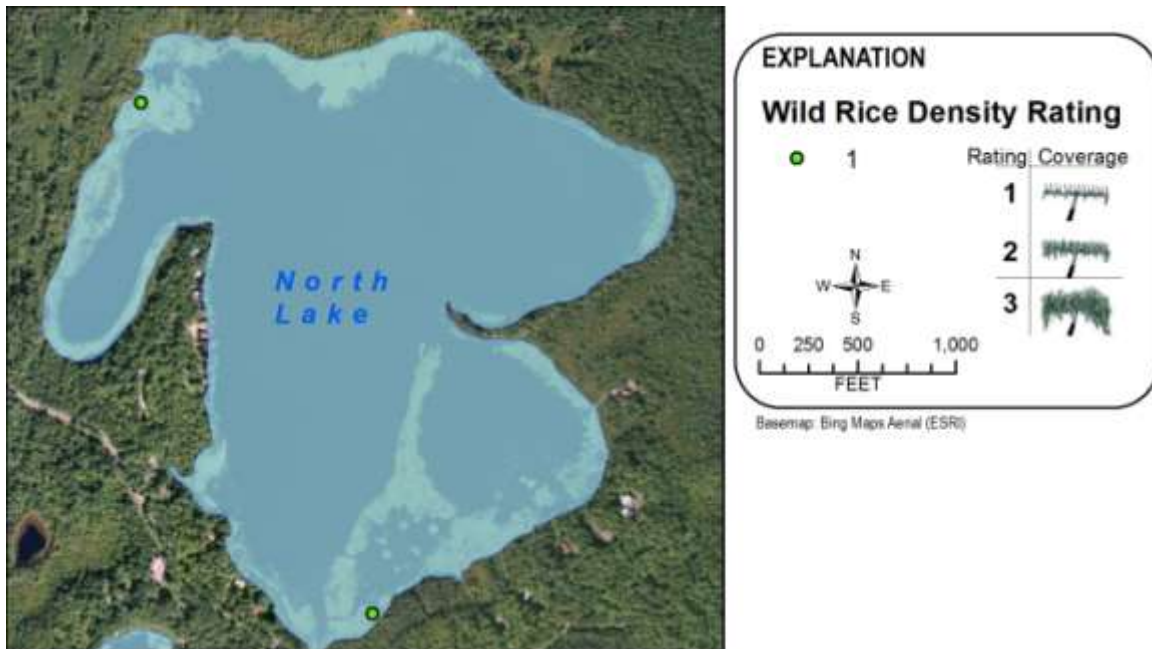 North
Lake
EXPLANATION
Wild Rice Density Rating
1
Rating Coverage
1
2
3
N
W E
S
0 250 500 1,000
FEET
Basemap: Bing Maps Aerial (ESRI)